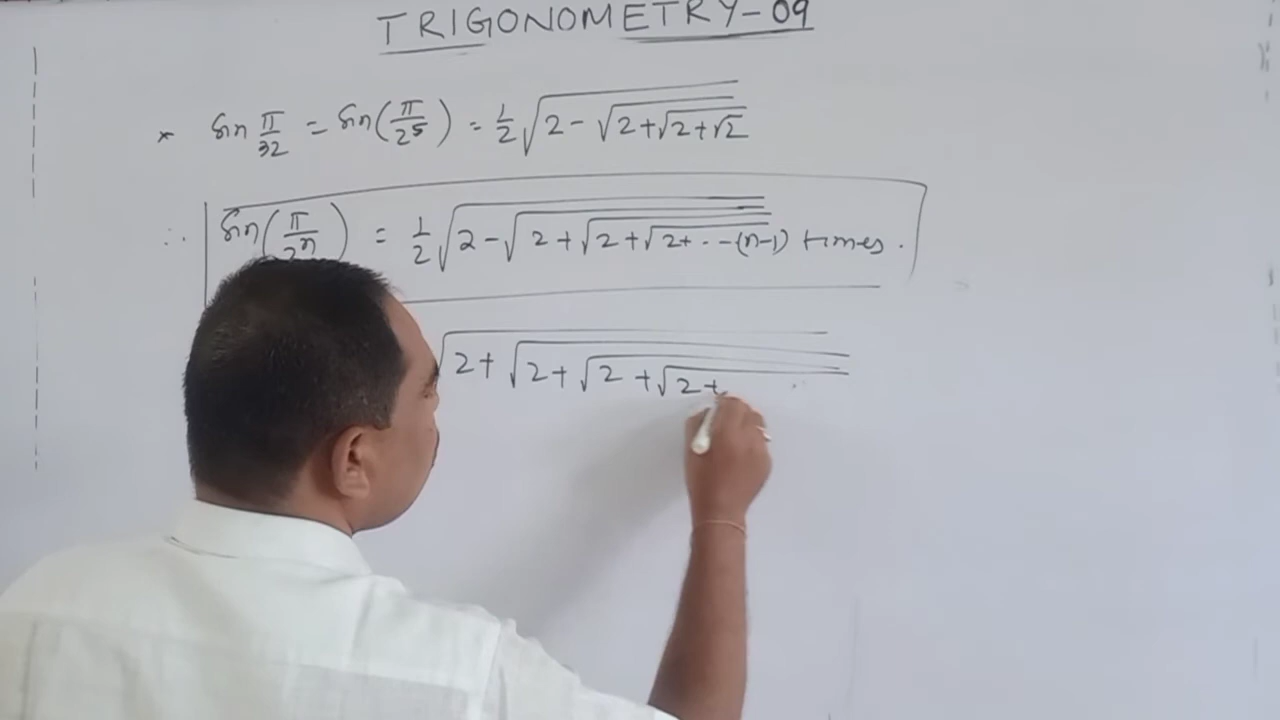 TRIGONOMETRY-09
* Sin π/32 = Sin(π/2⁵) = 1/2 √(2 - √(2 + √(2 + √2)))
∴ Sin(π/2ⁿ) = 1/2 √(2 - √(2 + √(2 + √(2 + . - - (n-1) times .
√(2 + √(2 + √(2 + √(2 +